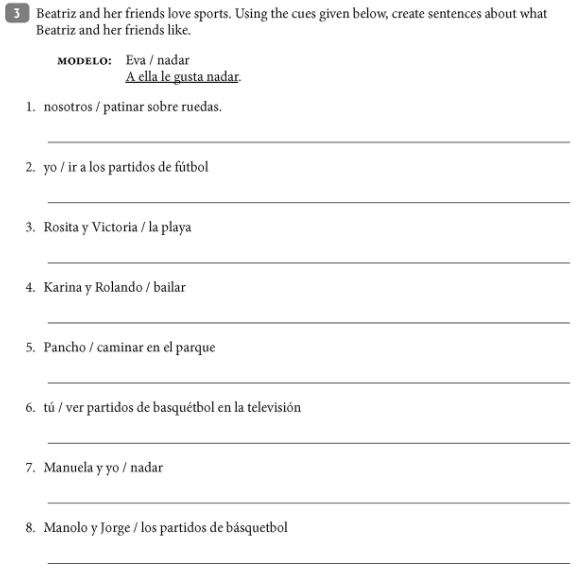 3 Beatriz and her friends love sports. Using the cues given below, create sentences about what
Beatriz and her friends like.
MODELO: Eva / nadar
A ella le gusta nadar.
1. nosotros / patinar sobre ruedas.
2. yo / ir a los partidos de fútbol
3. Rosita y Victoria / la playa
4. Karina y Rolando / bailar
5. Pancho / caminar en el parque
6. tú / ver partidos de basquétbol en la televisión
7. Manuela y yo / nadar
8. Manolo y Jorge / los partidos de básquetbol